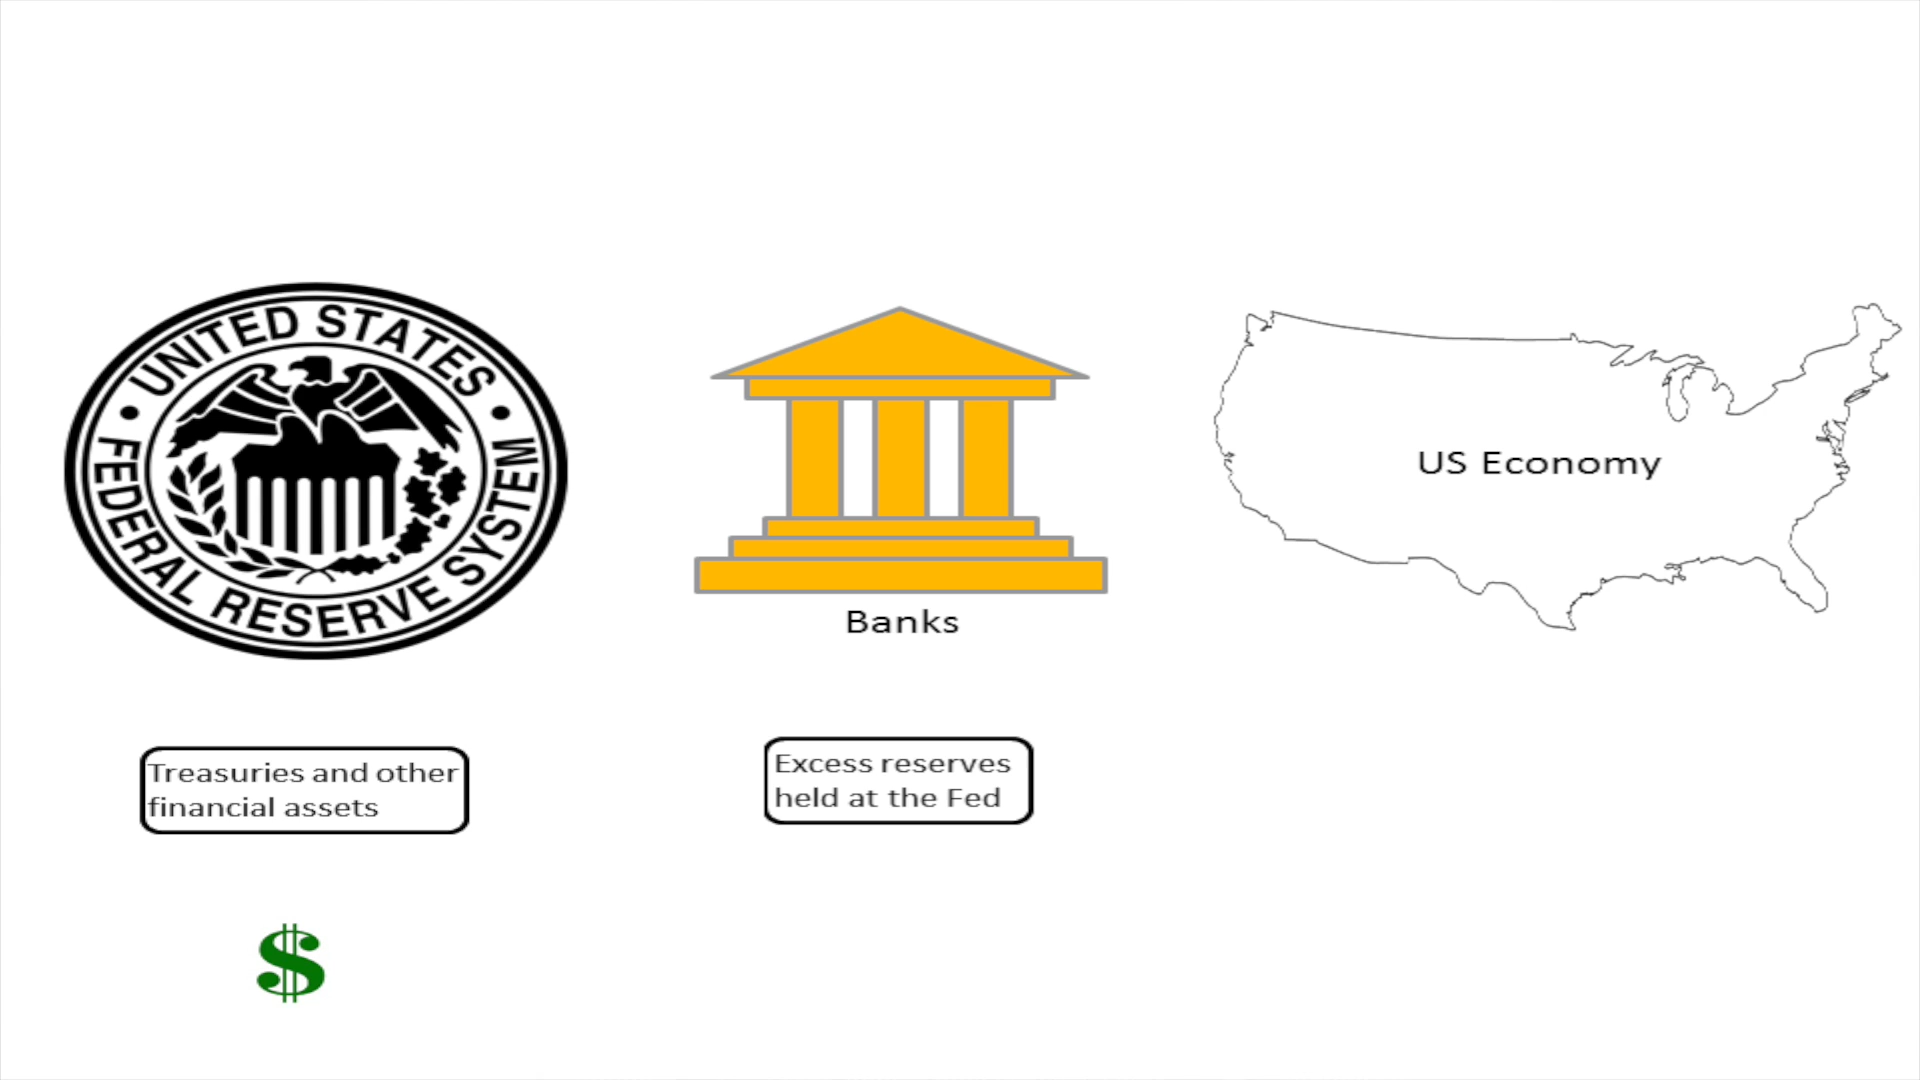 UNITED STATES
FEDERAL RESERVE SYSTEM
Banks
US Economy
Treasuries and other
financial assets
Excess reserves
held at the Fed
$